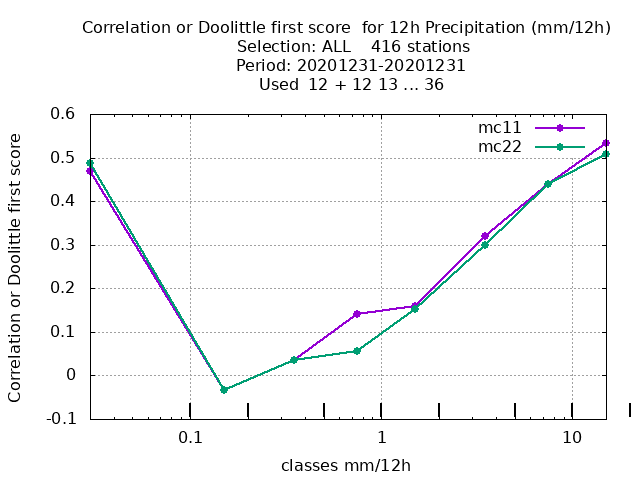 Correlation or Doolittle first score  for 12h Precipitation (mm/12h)
Selection: ALL    416 stations
Period: 20201231-20201231
Used  12 + 12 13 ... 36
mc11
mc22
Correlation or Doolittle first score
0.6
0.5
0.4
0.3
0.2
0.1
0
-0.1
0.1
1
10
classes mm/12h